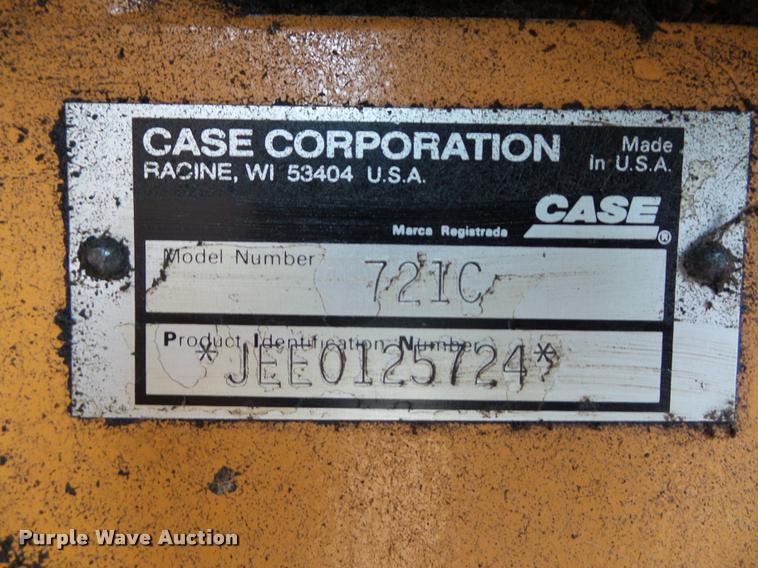 CASE CORPORATION
RACINE, WI 53404 U.S.A.
Made
in U.S.A.
CASE
®
Marca Registrada
Model Number
721C
Product Identification Number
*JEE0125724*
Purple Wave Auction